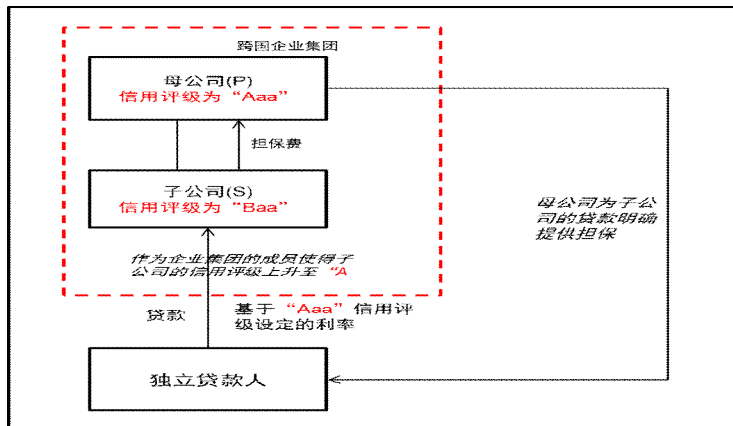 跨国企业集团
母公司(P)
信用评级为“Aaa”
担保费
子公司(S)
信用评级为“Baa”
母公司为子公
司的贷款明确
提供担保
作为企业集团的成员使得子
公司的信用评级上升至“A
贷款
基于“Aaa”信用评
级设定的利率
独立贷款人